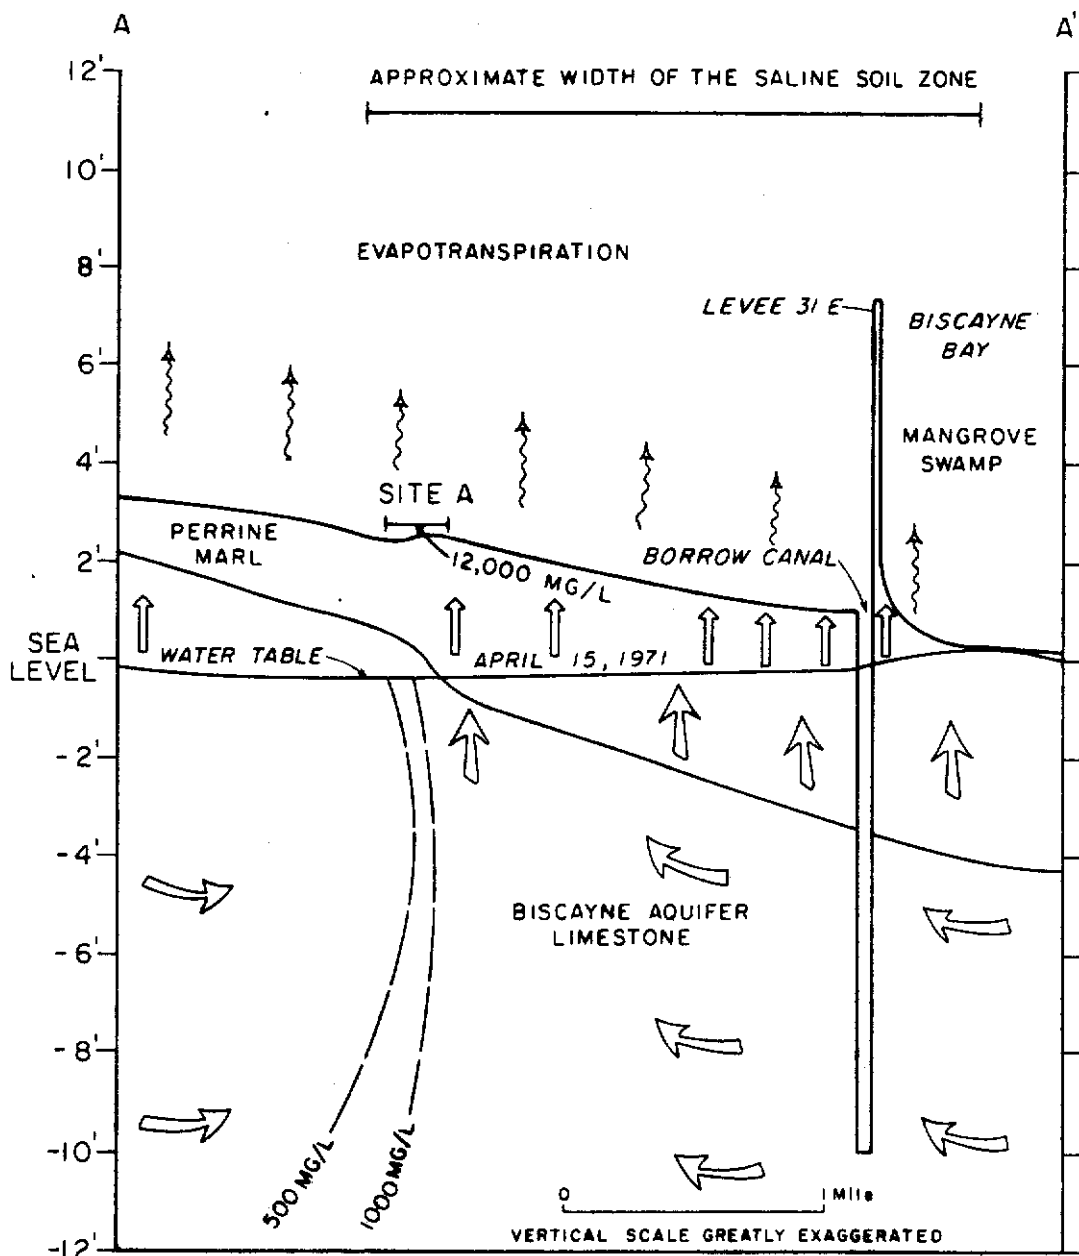 A
A'
12'
APPROXIMATE WIDTH OF THE SALINE SOIL ZONE
10'
EVAPOTRANSPIRATION
8'
LEVEE 31 E
BISCAYNE
BAY
6'
MANGROVE
SWAMP
4'
SITE A
PERRINE
MARL
2'
12,000 MG/L
BORROW CANAL
SEA
LEVEL
WATER TABLE
APRIL 15, 1971
-2'
-4'
BISCAYNE AQUIFER
LIMESTONE
-6'
-8'
-10'
500 MG/L
1000 MG/L
0
1 Mile
VERTICAL SCALE GREATLY EXAGGERATED
-12'